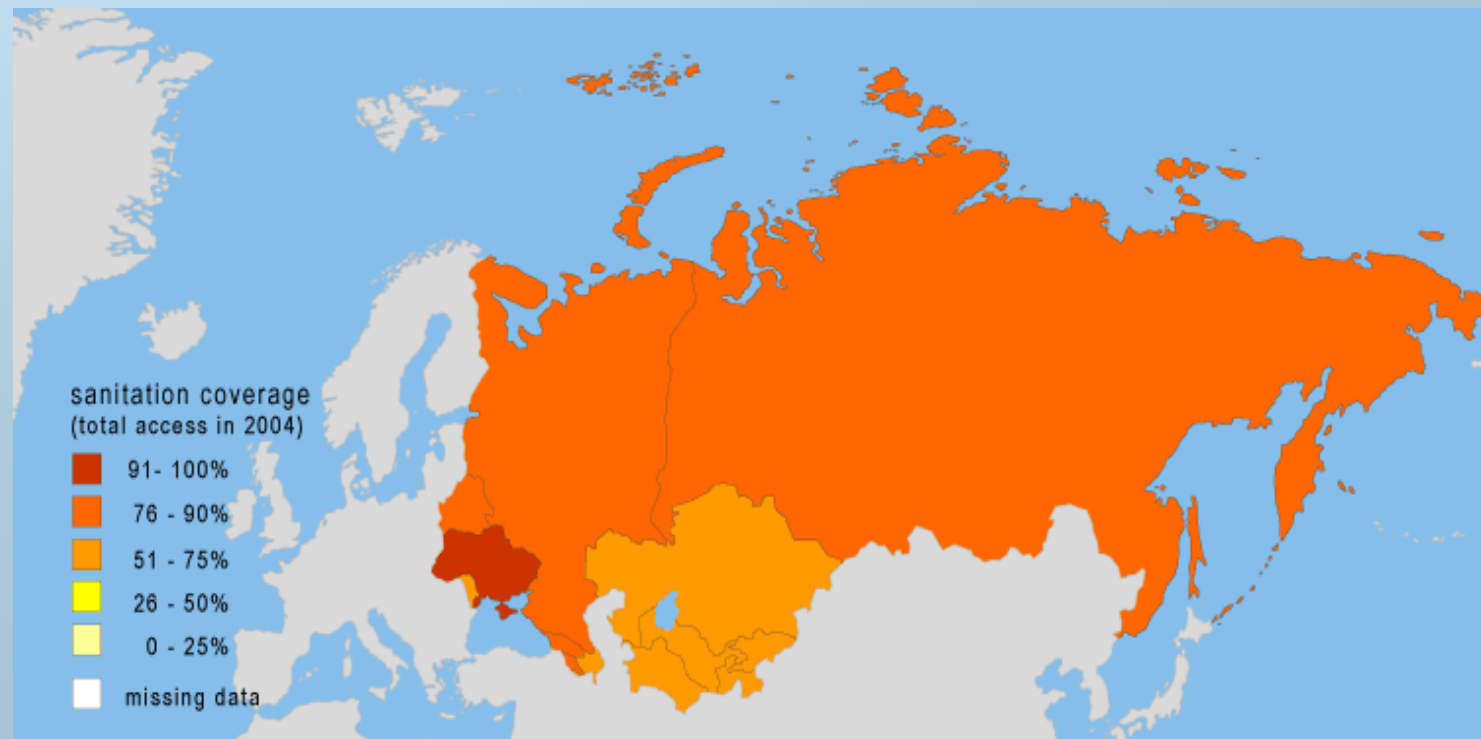 sanitation coverage
(total access in 2004)
91- 100%
76 - 90%
51 - 75%
26 - 50%
0 - 25%
missing data